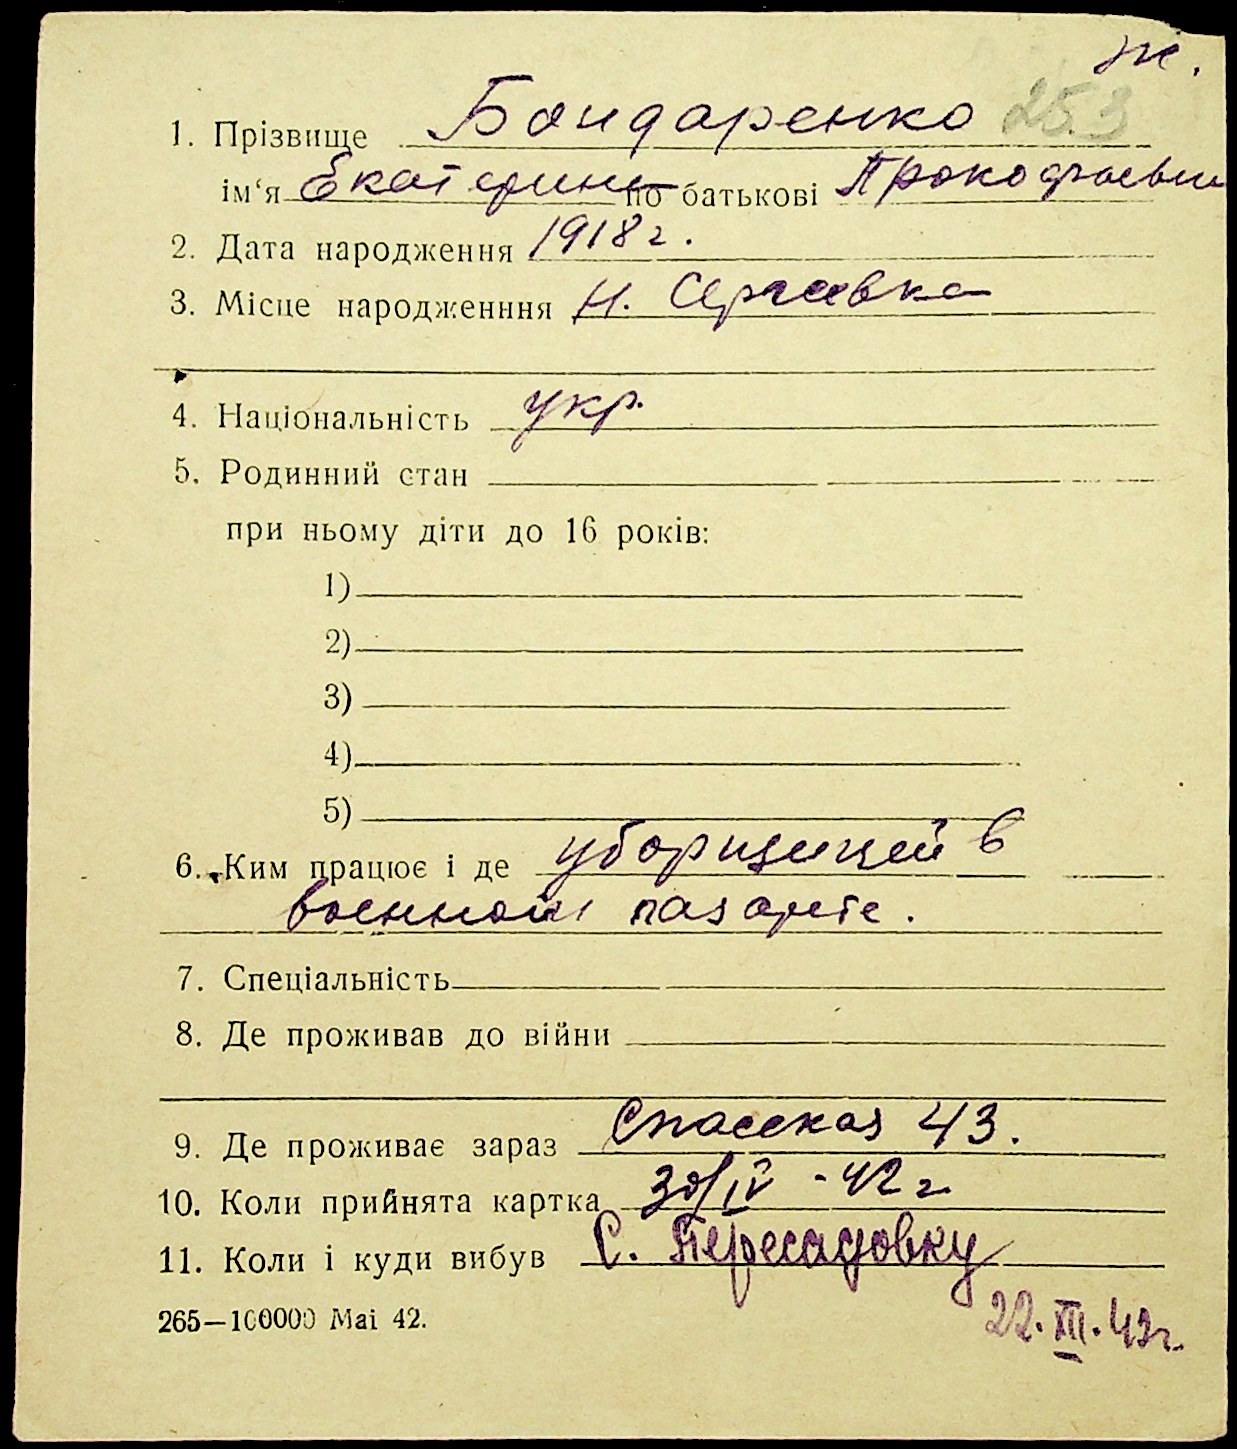 ж.
1. Прізвище Бондаренко 253
ім'я Екатерина по батькові Прокофьевна
2. Дата народження 1918 г.
3. Місце народженння Н. Сергеевка
4. Національність укр.
5. Родинний стан
при ньому діти до 16 років:
1)
2)
3)
4)
5)
6. Ким працює і де уборщицей в
военном лазарете.
7. Спеціальність
8. Де проживав до війни
9. Де проживає зараз Спасская 43.
10. Коли прийнята картка 30/IV - 42 г.
11. Коли і куди вибув С. Пересадовку
265—100000 Mai 42.
22. XII. 42 г.